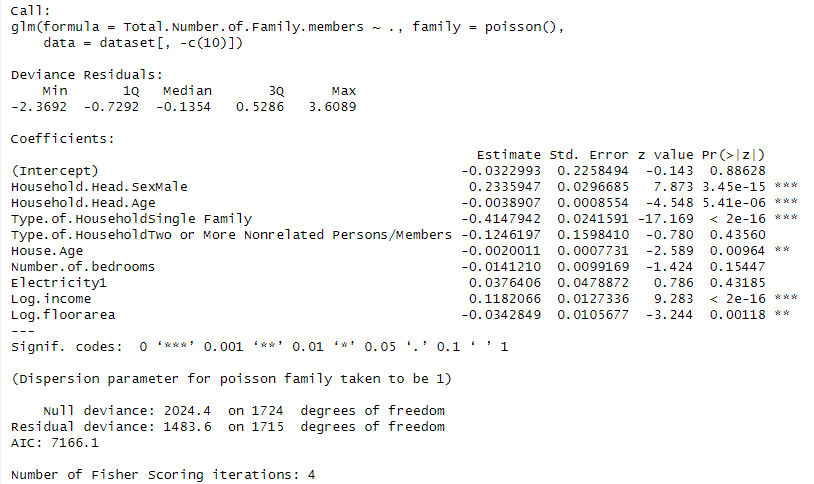 Call:
glm(formula = Total.Number.of.Family.members ~ ., family = poisson(),
    data = dataset[, -c(10)])

Deviance Residuals:
    Min       1Q   Median       3Q      Max
-2.3692  -0.7292  -0.1354   0.5286   3.6089

Coefficients:
                                                      Estimate Std. Error z value Pr(>|z|)
(Intercept)                                         -0.0322993  0.2258494  -0.143  0.88628
Household.Head.SexMale                               0.2335947  0.0296685   7.873 3.45e-15 ***
Household.Head.Age                                  -0.0038907  0.0008554  -4.548 5.41e-06 ***
Type.of.HouseholdSingle Family                      -0.4147942  0.0241591 -17.169  < 2e-16 ***
Type.of.HouseholdTwo or More Nonrelated Persons/Members -0.1246197  0.1598410  -0.780  0.43560
House.Age                                           -0.0020011  0.0007731  -2.589  0.00964 **
Number.of.bedrooms                                  -0.0141210  0.0099169  -1.424  0.15447
Electricity1                                         0.0376406  0.0478872   0.786  0.43185
Log.income                                           0.1182066  0.0127336   9.283  < 2e-16 ***
Log.floorarea                                       -0.0342849  0.0105677  -3.244  0.00118 **
---
Signif. codes:  0 ‘***’ 0.001 ‘**’ 0.01 ‘*’ 0.05 ‘.’ 0.1 ‘ ’ 1

(Dispersion parameter for poisson family taken to be 1)

    Null deviance: 2024.4  on 1724  degrees of freedom
Residual deviance: 1483.6  on 1715  degrees of freedom
AIC: 7166.1

Number of Fisher Scoring iterations: 4